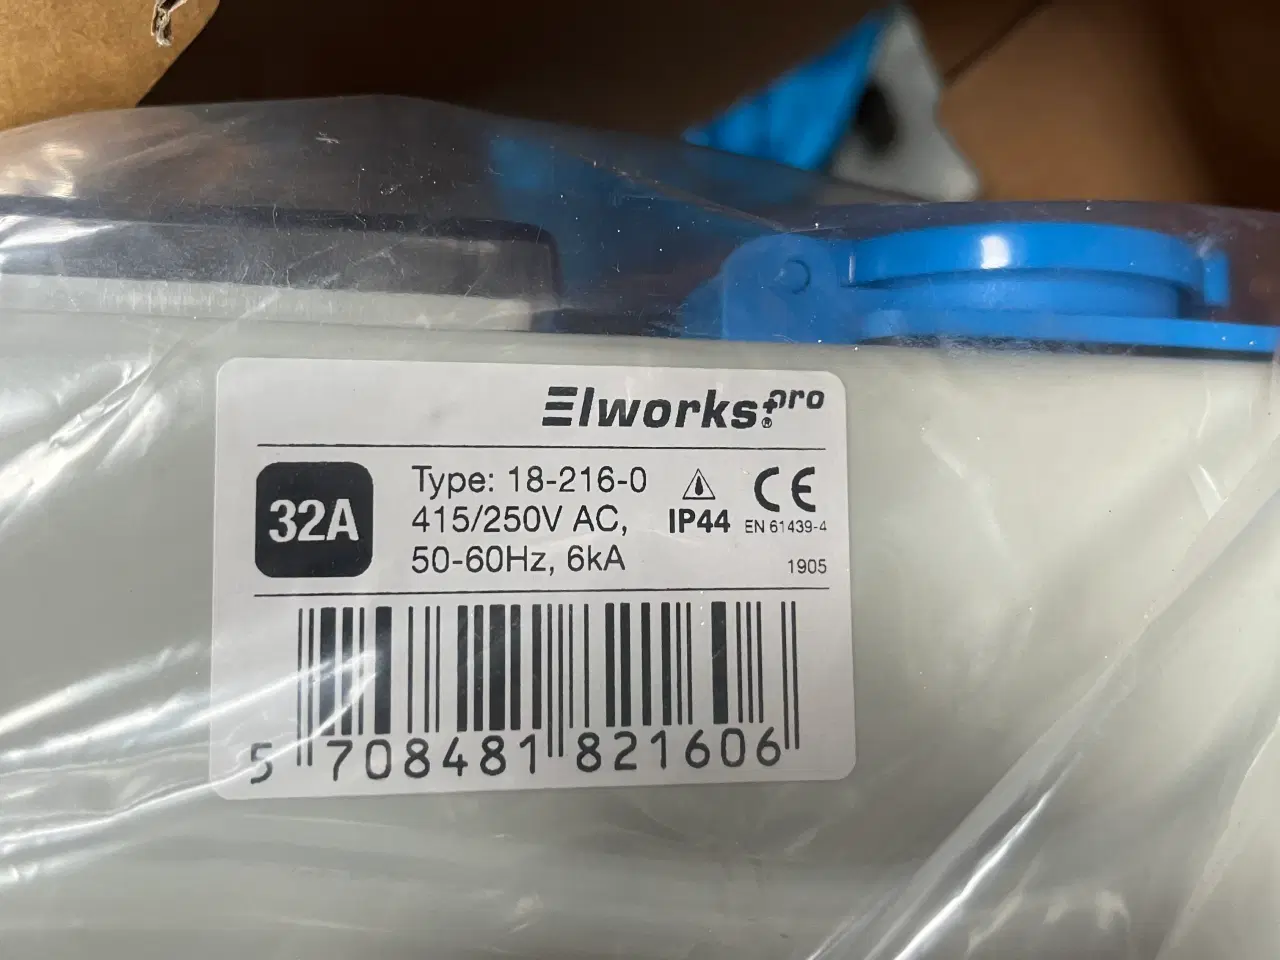 Elworks®pro
32A
Type: 18-216-0
415/250V AC,
50-60Hz, 6kA
IP44
CE
EN 61439-4
1905
5 708481 821606